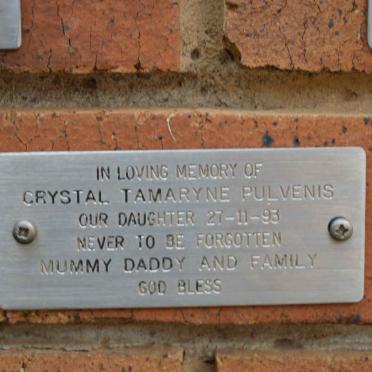 IN LOVING MEMORY OF
CRYSTAL TAMARYNE PULVENIS
OUR DAUGHTER 27-11-93
NEVER TO BE FORGOTTEN
MUMMY DADDY AND FAMILY
GOD BLESS